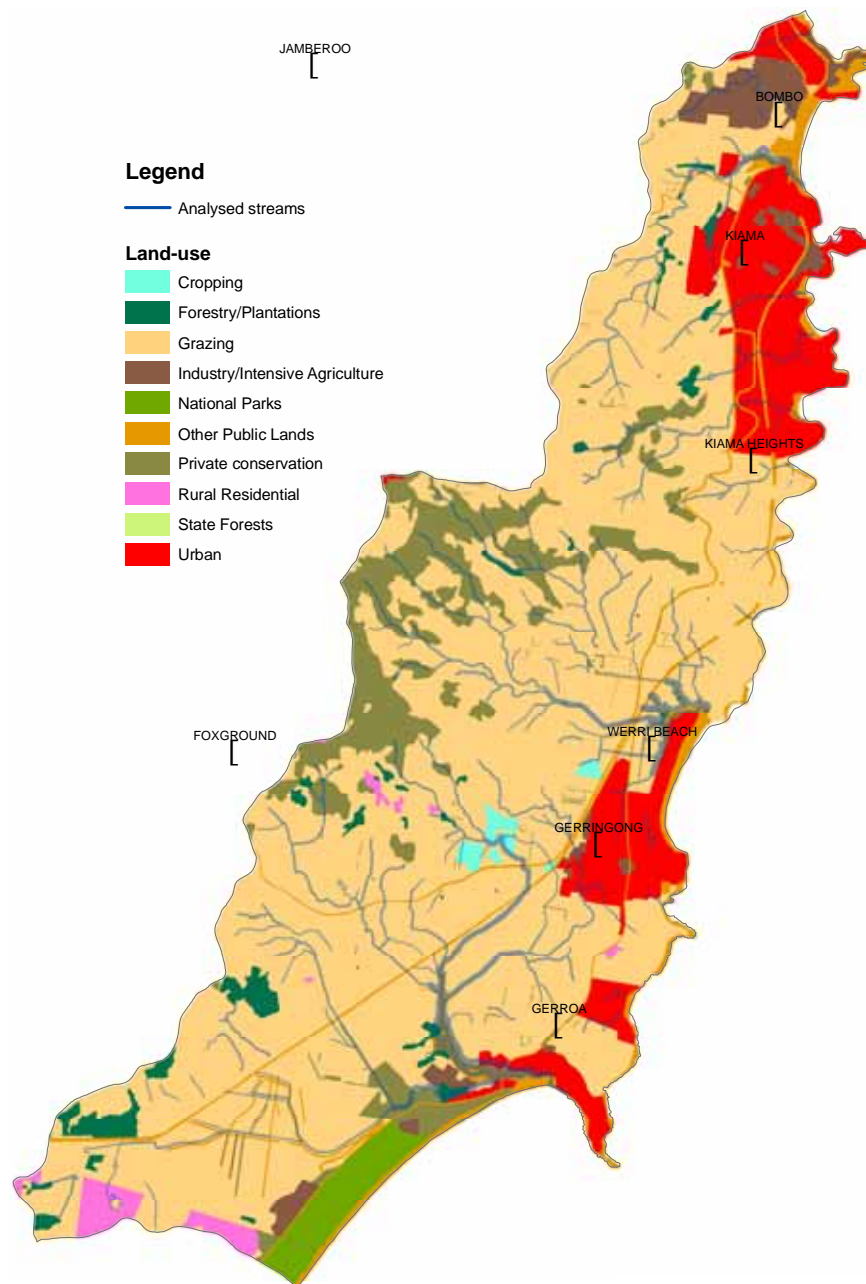 JAMBEROO
BOMBO
Legend
Analysed streams
Land-use
KIAMA
Cropping
Forestry/Plantations
Grazing
Industry/Intensive Agriculture
National Parks
Other Public Lands
KIAMA HEIGHTS
Private conservation
Rural Residential
State Forests
Urban
FOXGROUND
WERRI BEACH
GERRINGONG
GERROA